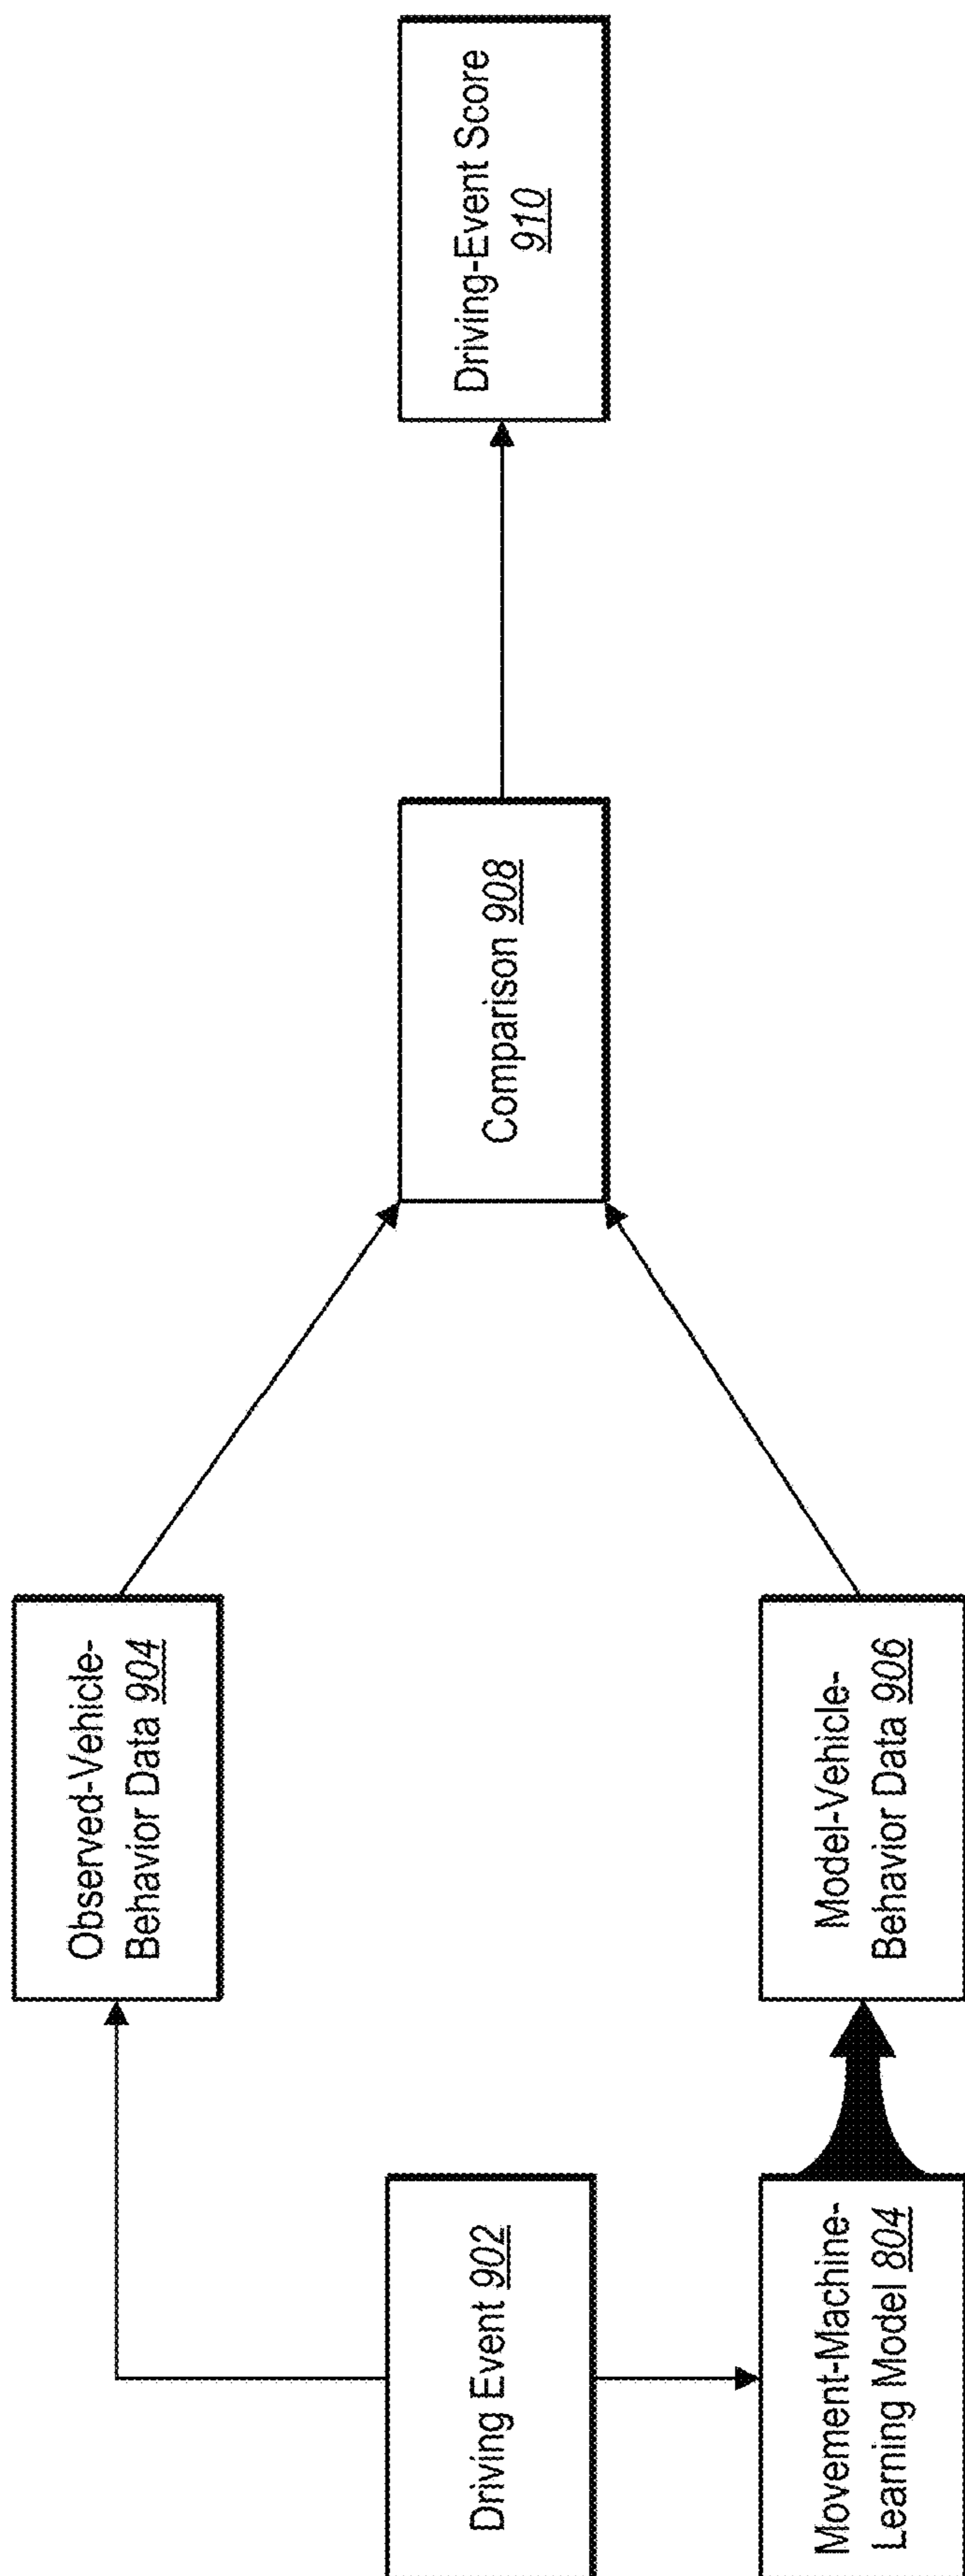 Observed-Vehicle-
Behavior Data 904
Driving Event 902
Comparison 908
Driving-Event Score
910
Movement-Machine-
Learning Model 804
Model-Vehicle-
Behavior Data 906